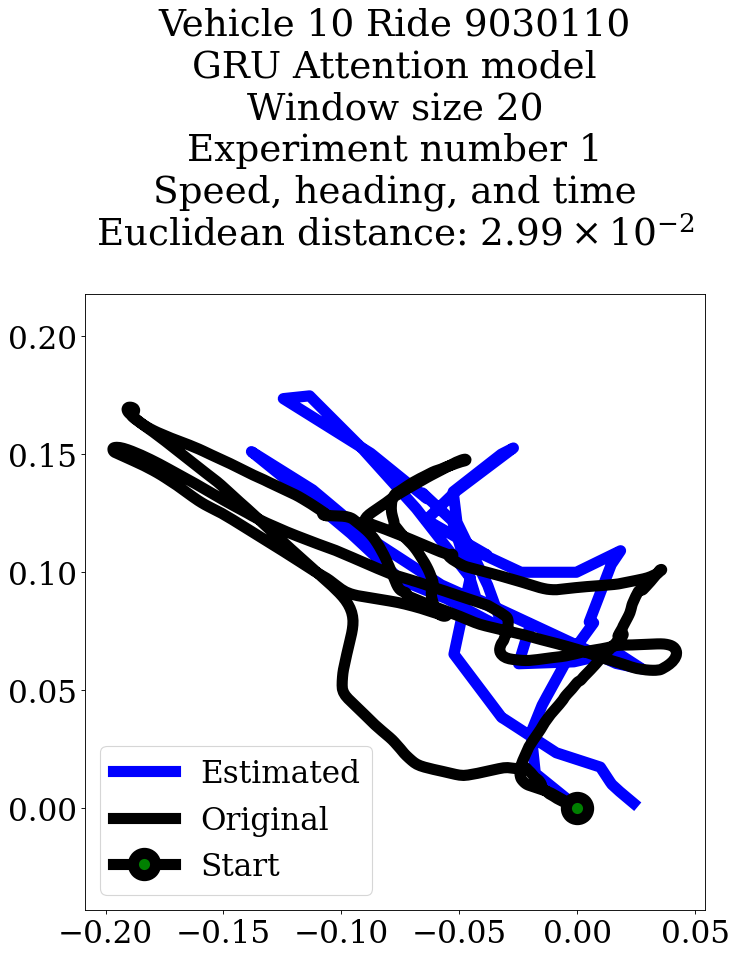 Vehicle 10 Ride 9030110
GRU Attention model
Window size 20
Experiment number 1
Speed, heading, and time
Euclidean distance: 2.99 × 10⁻²
0.20
0.15
0.10
0.05
0.00
Estimated
Original
Start
−0.20 −0.15 −0.10 −0.05 0.00 0.05